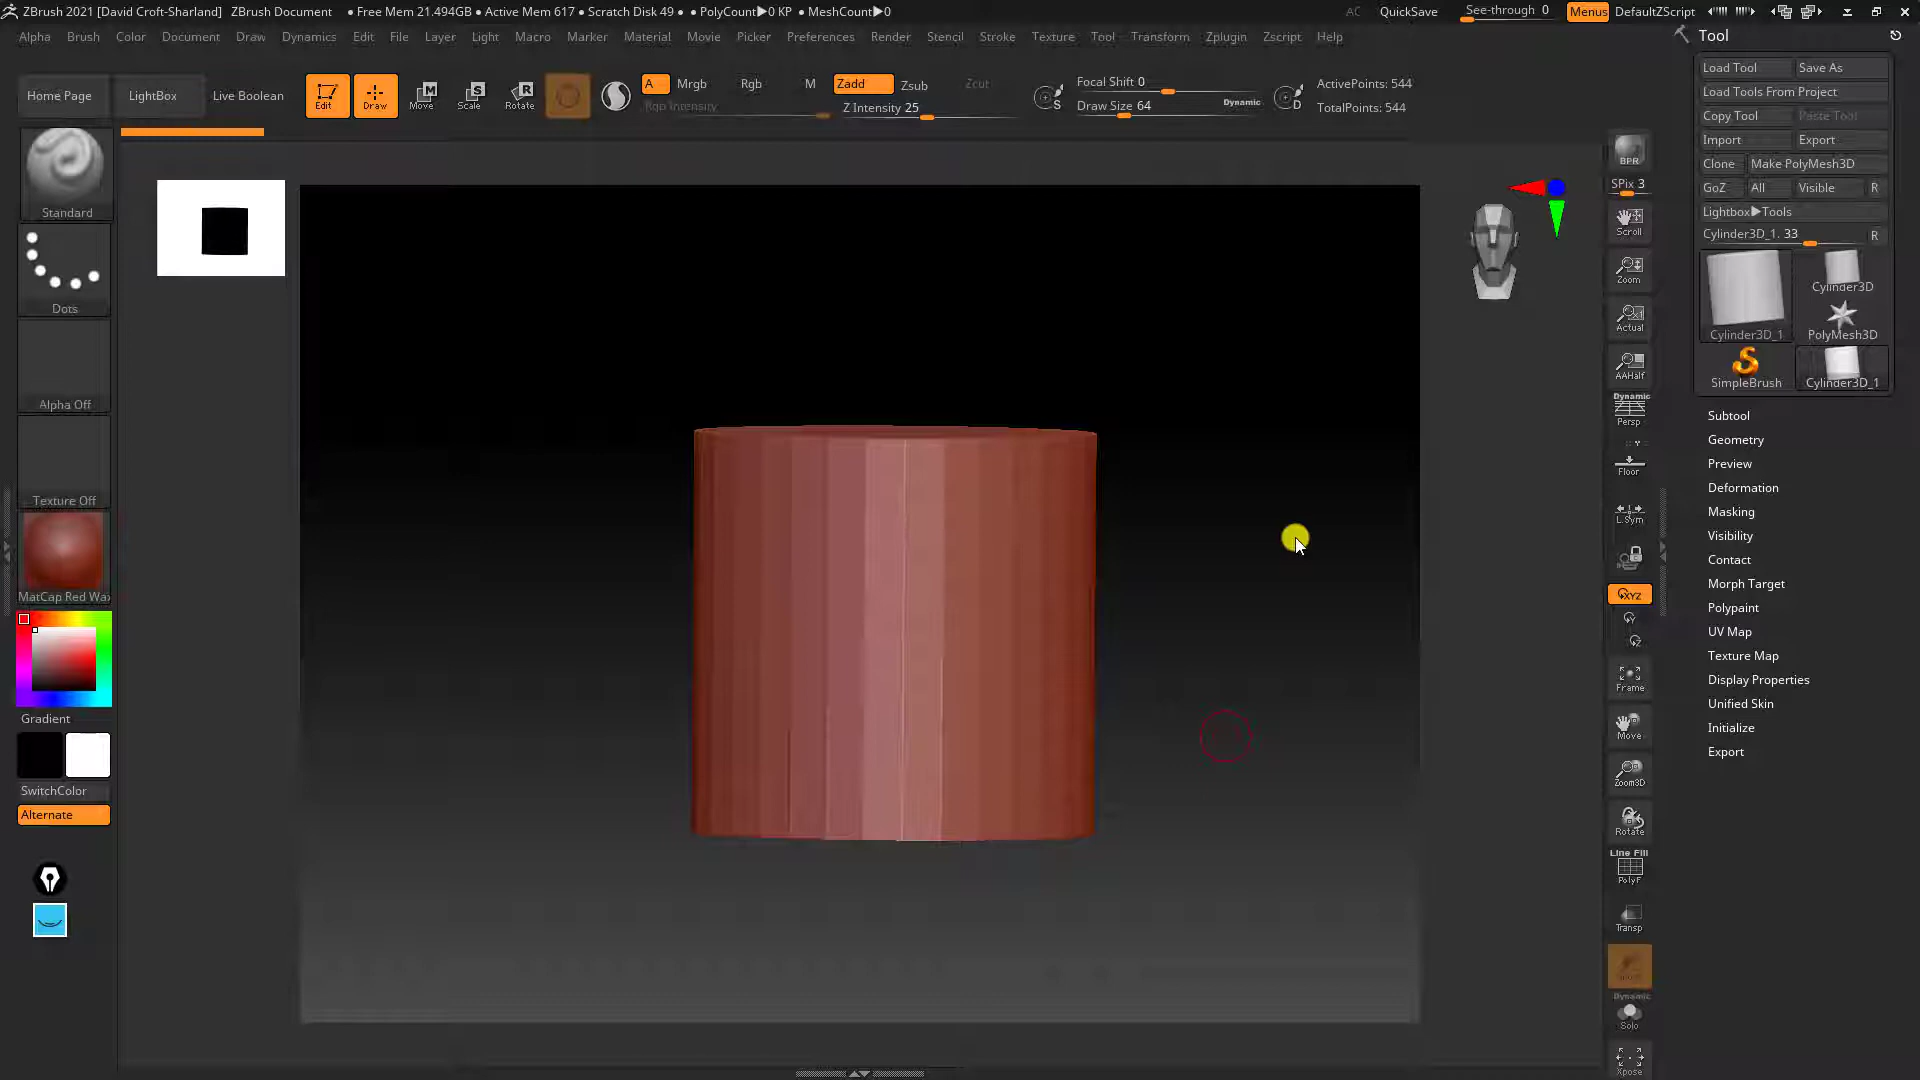 ZBrush 2021 [David Croft-Sharland] ZBrush Document • Free Mem 21.494GB • Active Mem 617 • Scratch Disk 49 • PolyCount▶0 KP • MeshCount▶0 AC QuickSave See-through 0 Menus DefaultZScript
Alpha Brush Color Document Draw Dynamics Edit File Layer Light Macro Marker Material Movie Picker Preferences Render Stencil Stroke Texture Tool Transform Zplugin Zscript Help
Tool
Load Tool Save As
Load Tools From Project
Copy Tool Paste Tool
Import Export
Clone Make PolyMesh3D
GoZ All Visible R
Lightbox▶Tools
Cylinder3D_1. 33 R
Cylinder3D
Cylinder3D_1 PolyMesh3D
SimpleBrush Cylinder3D_1
Subtool
Geometry
Preview
Deformation
Masking
Visibility
Contact
Morph Target
Polypaint
UV Map
Texture Map
Display Properties
Unified Skin
Initialize
Export
Home Page LightBox Live Boolean
Edit Draw Move Scale Rotate
M S R
A Mrgb Rgb M
Rgb Intensity
Zadd Zsub Zcut
Z Intensity 25
S
Focal Shift 0
Draw Size 64 Dynamic
D
ActivePoints: 544
TotalPoints: 544
Standard
Dots
Alpha Off
Texture Off
MatCap Red Wax
Gradient
SwitchColor
Alternate
BPR
SPix 3
Scroll
Zoom
Actual
AAHalf
Dynamic
Persp
Floor
L.Sym
XYZ
Y
Z
Frame
Move
Zoom3D
Rotate
Line Fill
PolyF
Transp
Dynamic
Solo
Xpose